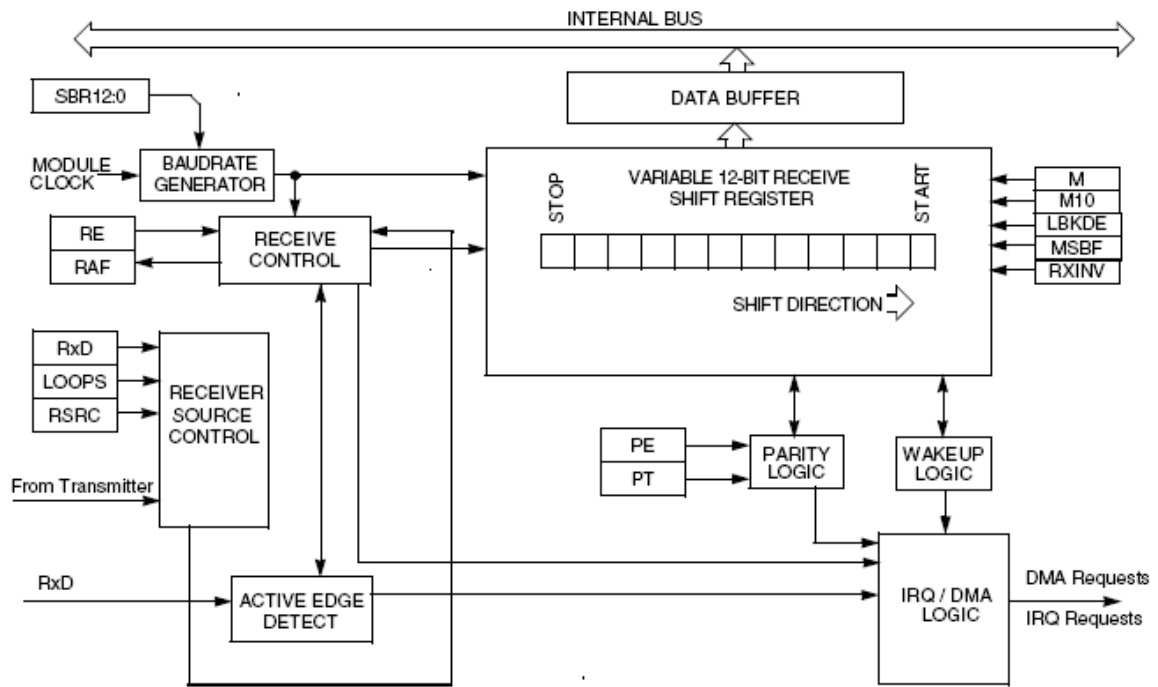 INTERNAL BUS
SBR12:0
DATA BUFFER
MODULE
CLOCK
BAUDRATE
GENERATOR
STOP
VARIABLE 12-BIT RECEIVE
SHIFT REGISTER
START
M
M10
LBKDE
MSBF
RXINV
RE
RAF
RECEIVE
CONTROL
SHIFT DIRECTION
RxD
LOOPS
RSRC
RECEIVER
SOURCE
CONTROL
From Transmitter
PE
PT
PARITY
LOGIC
WAKEUP
LOGIC
RxD
ACTIVE EDGE
DETECT
IRQ / DMA
LOGIC
DMA Requests
IRQ Requests